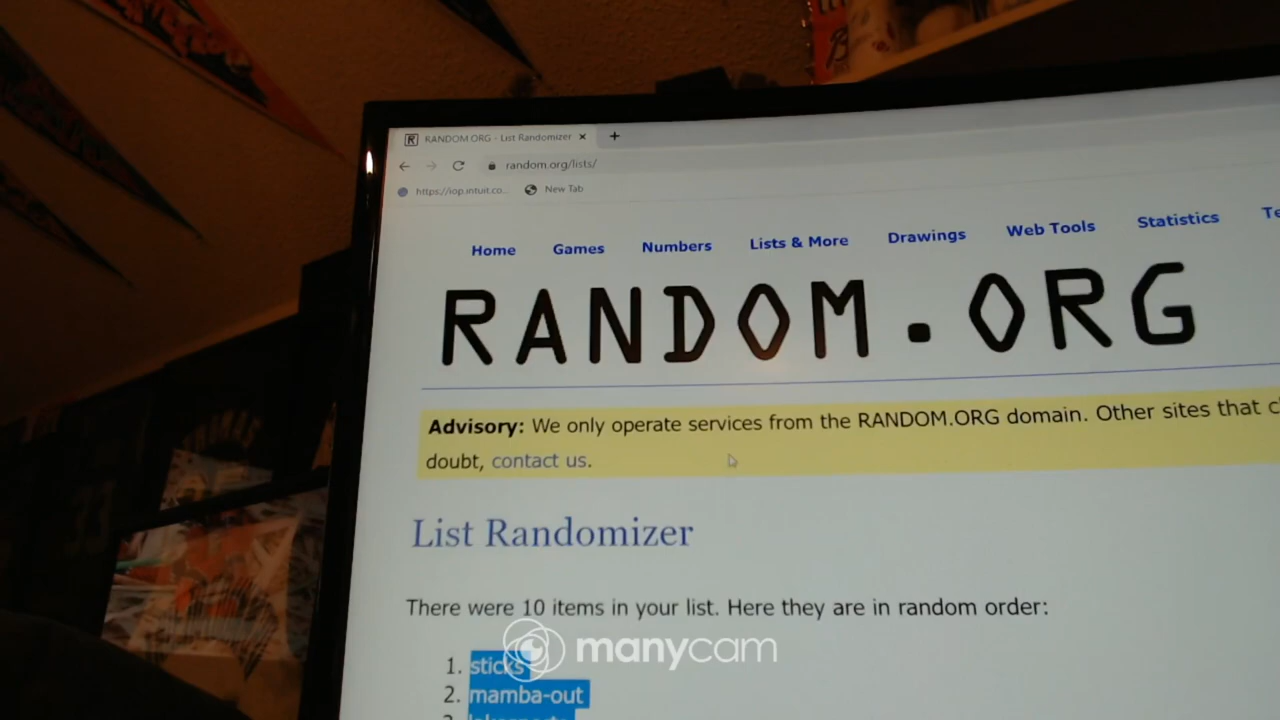 RANDOM.ORG - List Randomizer
random.org/lists/
https://iop.intuit.co... New Tab
Home Games Numbers Lists & More Drawings Web Tools Statistics
RANDOM.ORG
Advisory: We only operate services from the RANDOM.ORG domain. Other sites that
doubt, contact us.
List Randomizer
There were 10 items in your list. Here they are in random order:
1. sticks
manycam
2. mamba-out